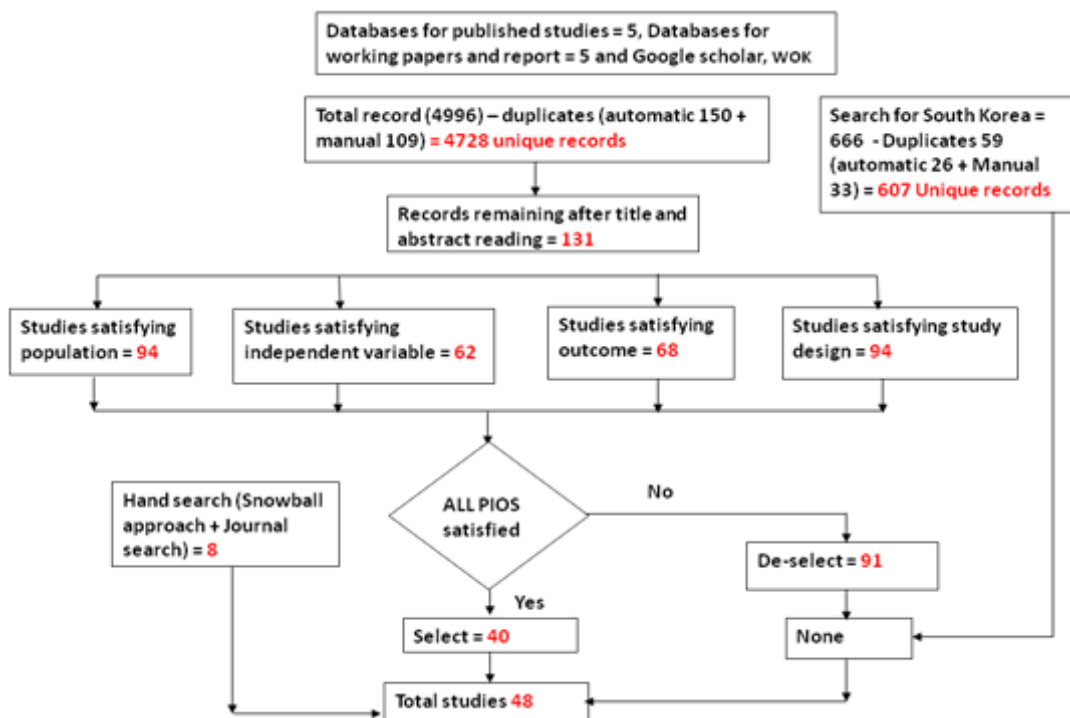 Databases for published studies = 5, Databases for
working papers and report = 5 and Google scholar, WOK
Total record (4996) – duplicates (automatic 150 +
manual 109) = 4728 unique records
Search for South Korea =
666 - Duplicates 59
(automatic 26 + Manual
33) = 607 Unique records
Records remaining after title and
abstract reading = 131
Studies satisfying
population = 94
Studies satisfying
independent variable = 62
Studies satisfying
outcome = 68
Studies satisfying study
design = 94
Hand search (Snowball
approach + Journal
search) = 8
ALL PIOS
satisfied
No
De-select = 91
Yes
Select = 40
None
Total studies 48